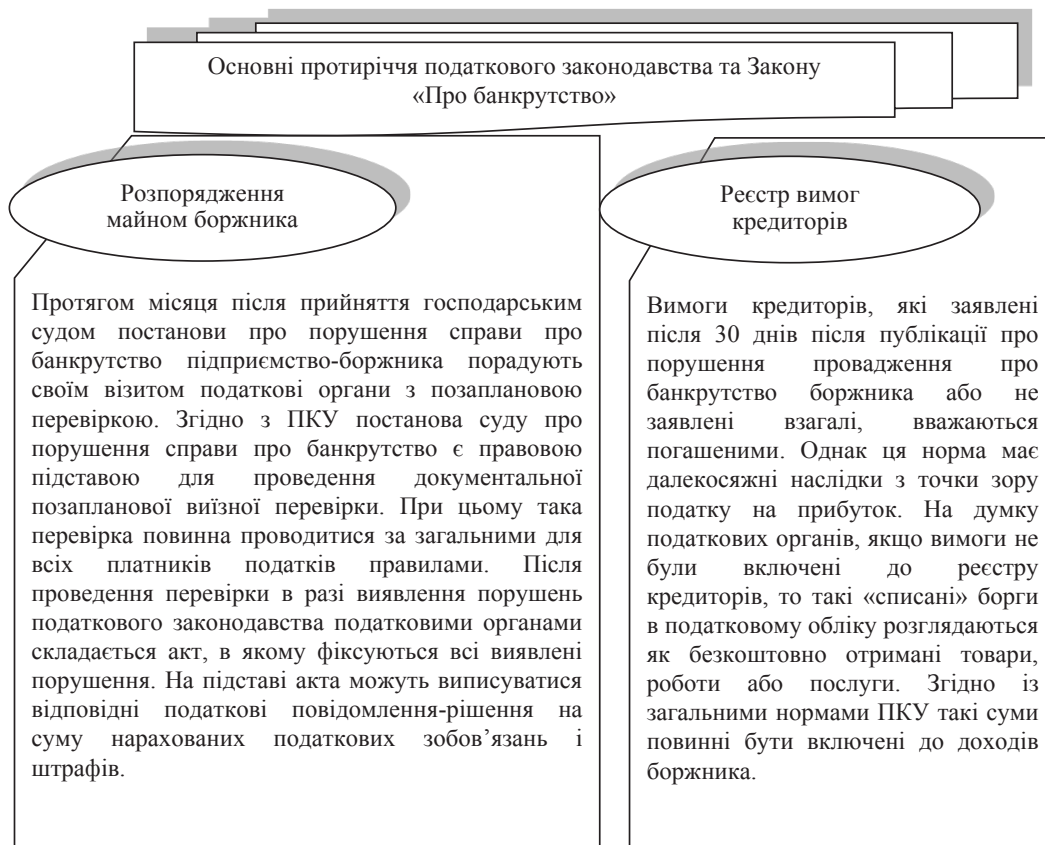 Основні протиріччя податкового законодавства та Закону
«Про банкрутство»
Розпорядження
майном боржника
Протягом місяця після прийняття господарським
судом постанови про порушення справи про
банкрутство підприємство-боржника порадують
своїм візитом податкові органи з позаплановою
перевіркою. Згідно з ПКУ постанова суду про
порушення справи про банкрутство є правовою
підставою для проведення документальної
позапланової виїзної перевірки. При цьому така
перевірка повинна проводитися за загальними для
всіх платників податків правилами. Після
проведення перевірки в разі виявлення порушень
податкового законодавства податковими органами
складається акт, в якому фіксуються всі виявлені
порушення. На підставі акта можуть виписуватися
відповідні податкові повідомлення-рішення на
суму нарахованих податкових зобов’язань і
штрафів.
Реєстр вимог
кредиторів
Вимоги кредиторів, які заявлені
після 30 днів після публікації про
порушення провадження про
банкрутство боржника або не
заявлені взагалі, вважаються
погашеними. Однак ця норма має
далекосяжні наслідки з точки зору
податку на прибуток. На думку
податкових органів, якщо вимоги не
були включені до реєстру
кредиторів, то такі «списані» борги
в податковому обліку розглядаються
як безкоштовно отримані товари,
роботи або послуги. Згідно із
загальними нормами ПКУ такі суми
повинні бути включені до доходів
боржника.